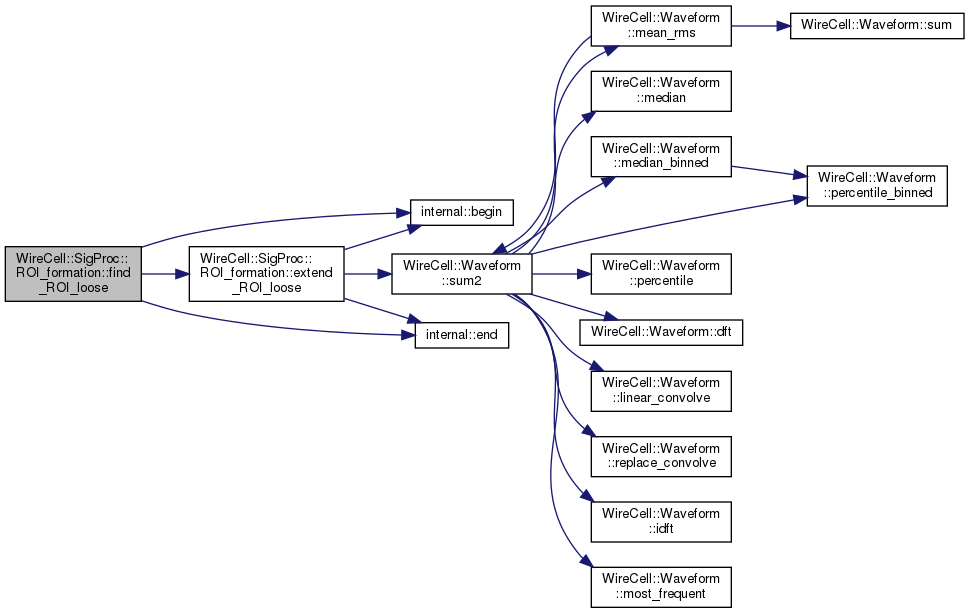 WireCell::SigProc::
ROI_formation::find
_ROI_loose
WireCell::SigProc::
ROI_formation::extend
_ROI_loose
internal::begin
WireCell::Waveform
::sum2
internal::end
WireCell::Waveform
::mean_rms
WireCell::Waveform
::median
WireCell::Waveform
::median_binned
WireCell::Waveform
::percentile
WireCell::Waveform::dft
WireCell::Waveform
::linear_convolve
WireCell::Waveform
::replace_convolve
WireCell::Waveform
::idft
WireCell::Waveform
::most_frequent
WireCell::Waveform::sum
WireCell::Waveform
::percentile_binned